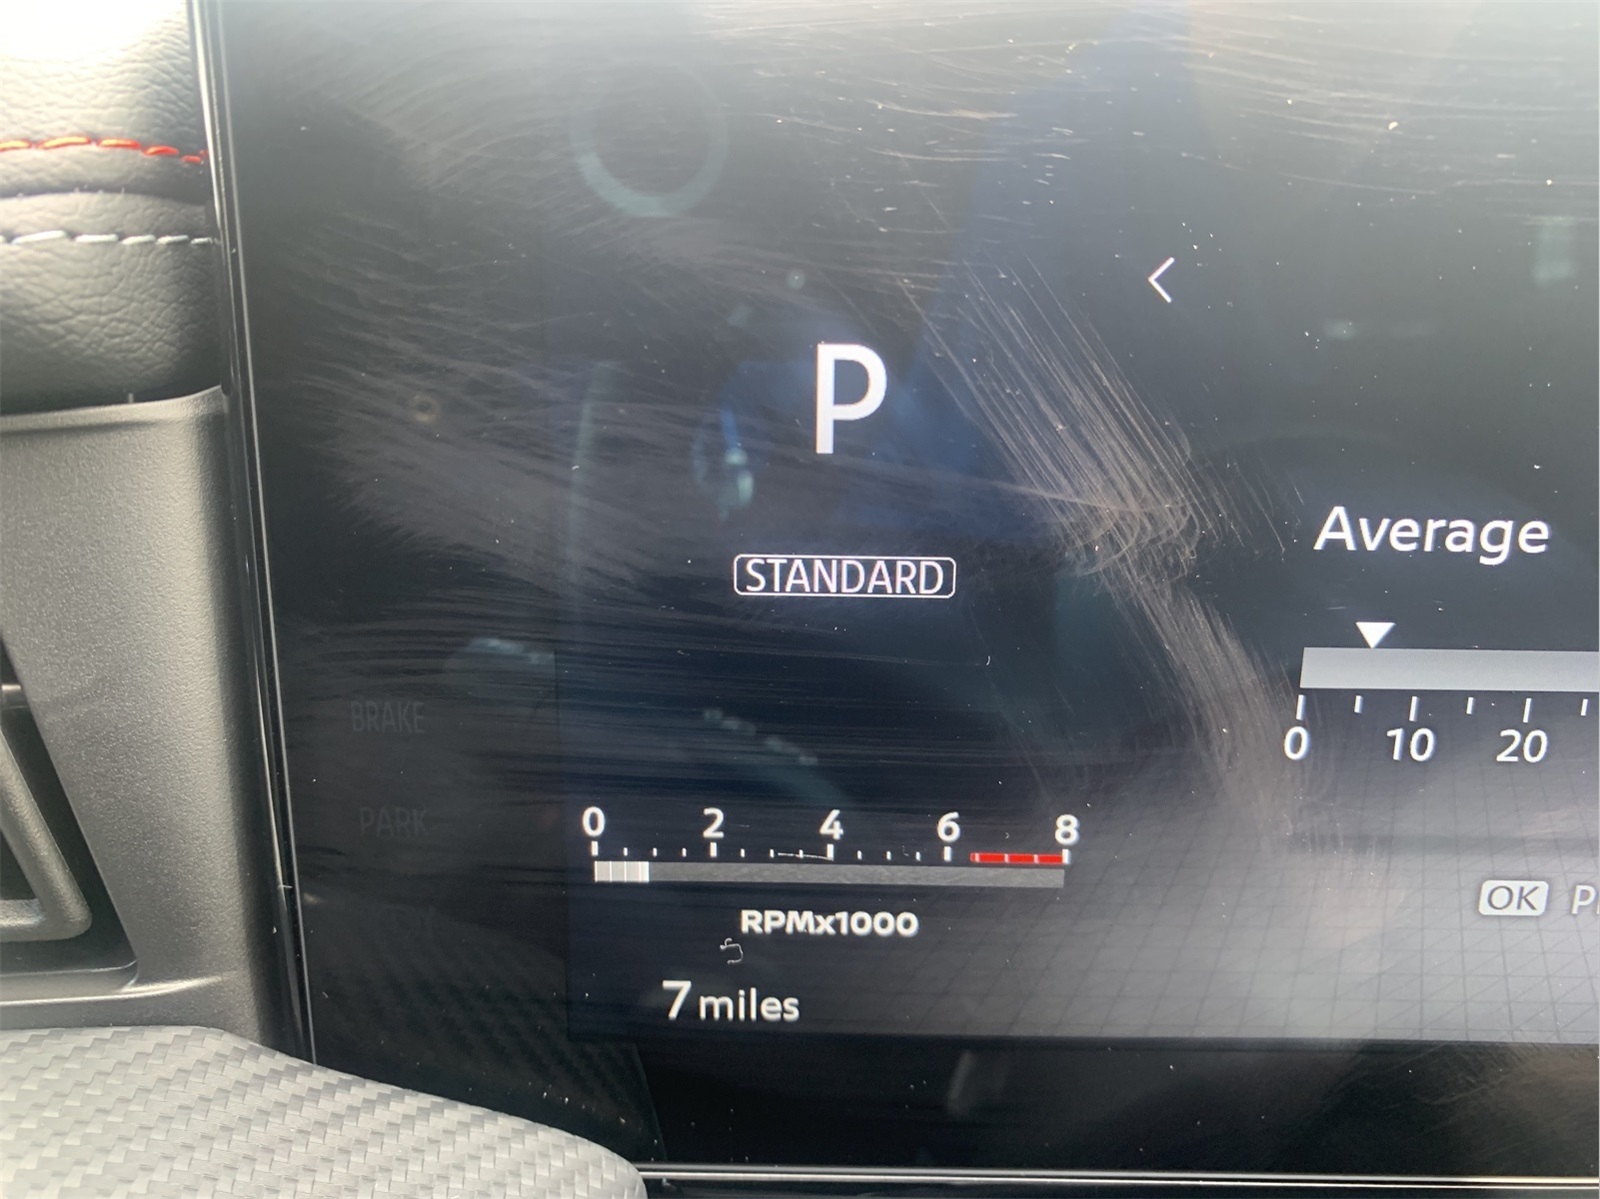 P
STANDARD
Average
0 10 20
BRAKE
PARK
0 2 4 6 8
RPMx1000
OK
7 miles